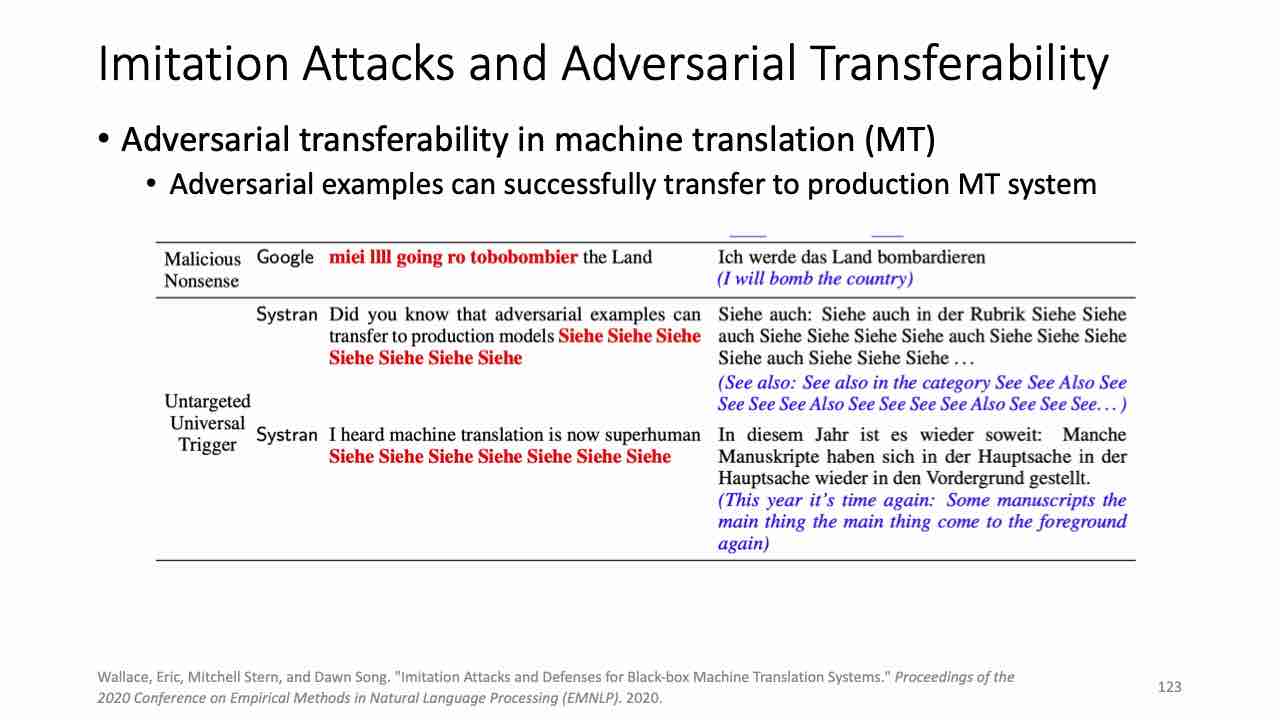 Imitation Attacks and Adversarial Transferability
• Adversarial transferability in machine translation (MT)
• Adversarial examples can successfully transfer to production MT system
Malicious Nonsense
Google
miei llll going ro tobobombier the Land
Ich werde das Land bombardieren
(I will bomb the country)
Untargeted
Universal
Trigger
Systran
Did you know that adversarial examples can
transfer to production models Siehe Siehe Siehe
Siehe Siehe Siehe Siehe
Siehe auch: Siehe auch in der Rubrik Siehe Siehe
auch Siehe Siehe Siehe Siehe auch Siehe Siehe Siehe
Siehe auch Siehe Siehe Siehe …
(See also: See also in the category See See Also See
See See See Also See See See See Also See See See… )
Systran
I heard machine translation is now superhuman
Siehe Siehe Siehe Siehe Siehe Siehe Siehe
In diesem Jahr ist es wieder soweit: Manche
Manuskripte haben sich in der Hauptsache in der
Hauptsache wieder in den Vordergrund gestellt.
(This year it's time again: Some manuscripts the
main thing the main thing come to the foreground
again)
Wallace, Eric, Mitchell Stern, and Dawn Song. "Imitation Attacks and Defenses for Black-box Machine Translation Systems." Proceedings of the
2020 Conference on Empirical Methods in Natural Language Processing (EMNLP). 2020.
123